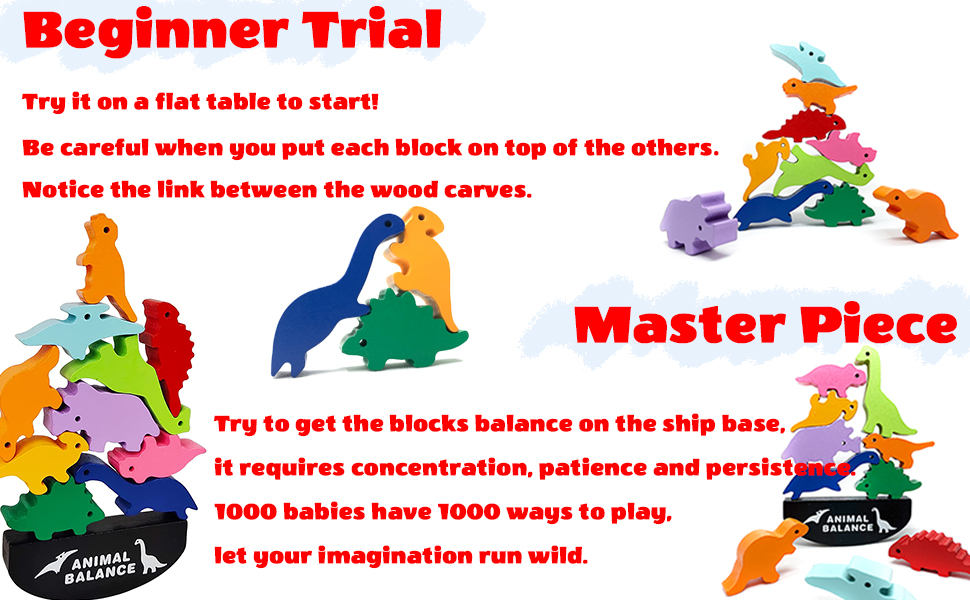 Beginner Trial
Try it on a flat table to start!
Be careful when you put each block on top of the others.
Notice the link between the wood carves.
Master Piece
Try to get the blocks balance on the ship base,
it requires concentration, patience and persistence.
1000 babies have 1000 ways to play,
let your imagination run wild.
ANIMAL
BALANCE
ANIMAL
BALANCE